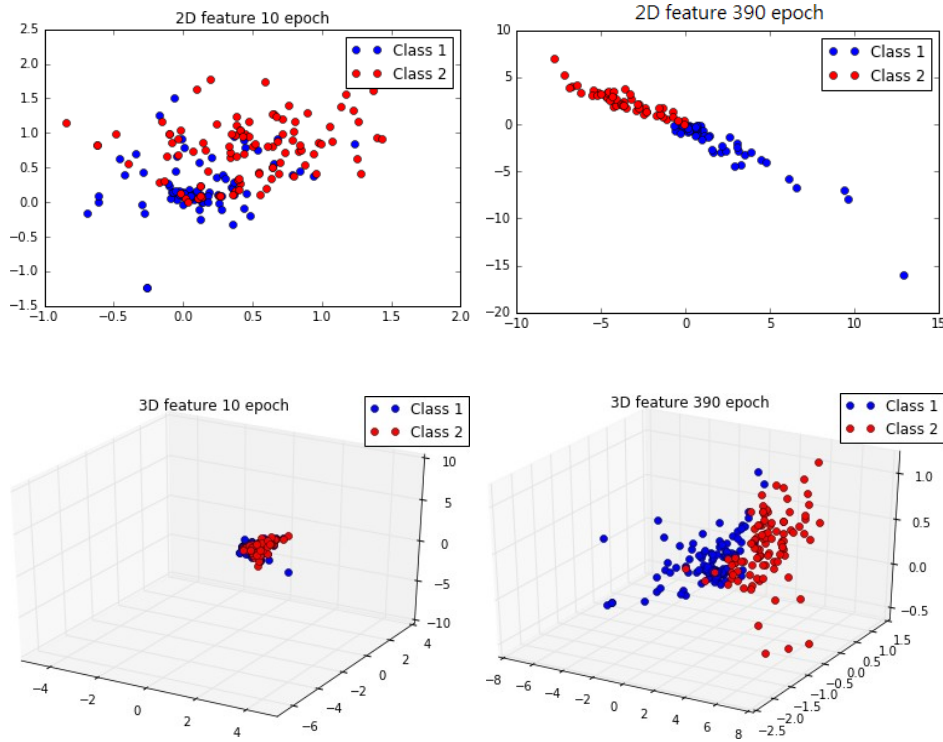 2D feature 10 epoch
2.5
2.0
1.5
1.0
0.5
0.0
−0.5
−1.0
−1.5
−1.0 −0.5 0.0 0.5 1.0 1.5 2.0
Class 1
Class 2
2D feature 390 epoch
10
5
0
−5
−10
−15
−20
−10 −5 0 5 10 15
Class 1
Class 2
3D feature 10 epoch
Class 1
Class 2
10
5
0
−5
−10
−4 −2 0 2 4
−6 −4 −2 0 2 4
3D feature 390 epoch
Class 1
Class 2
1.0
0.5
0.0
−0.5
−8 −6 −4 −2 0 2 4 6 8
−2.5 −2.0 −1.5 −1.0 −0.5 0.0 0.5 1.0 1.5